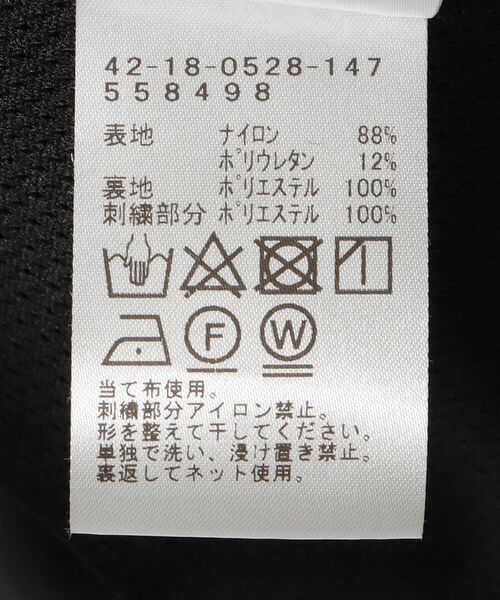 42-18-0528-147
558498
表地 ナイロン 88%
ポリウレタン 12%
裏地 ポリエステル 100%
刺繍部分 ポリエステル 100%
F W
当て布使用。
刺繍部分アイロン禁止。
形を整えて干してください。
単独で洗い、浸け置き禁止。
裏返してネット使用。